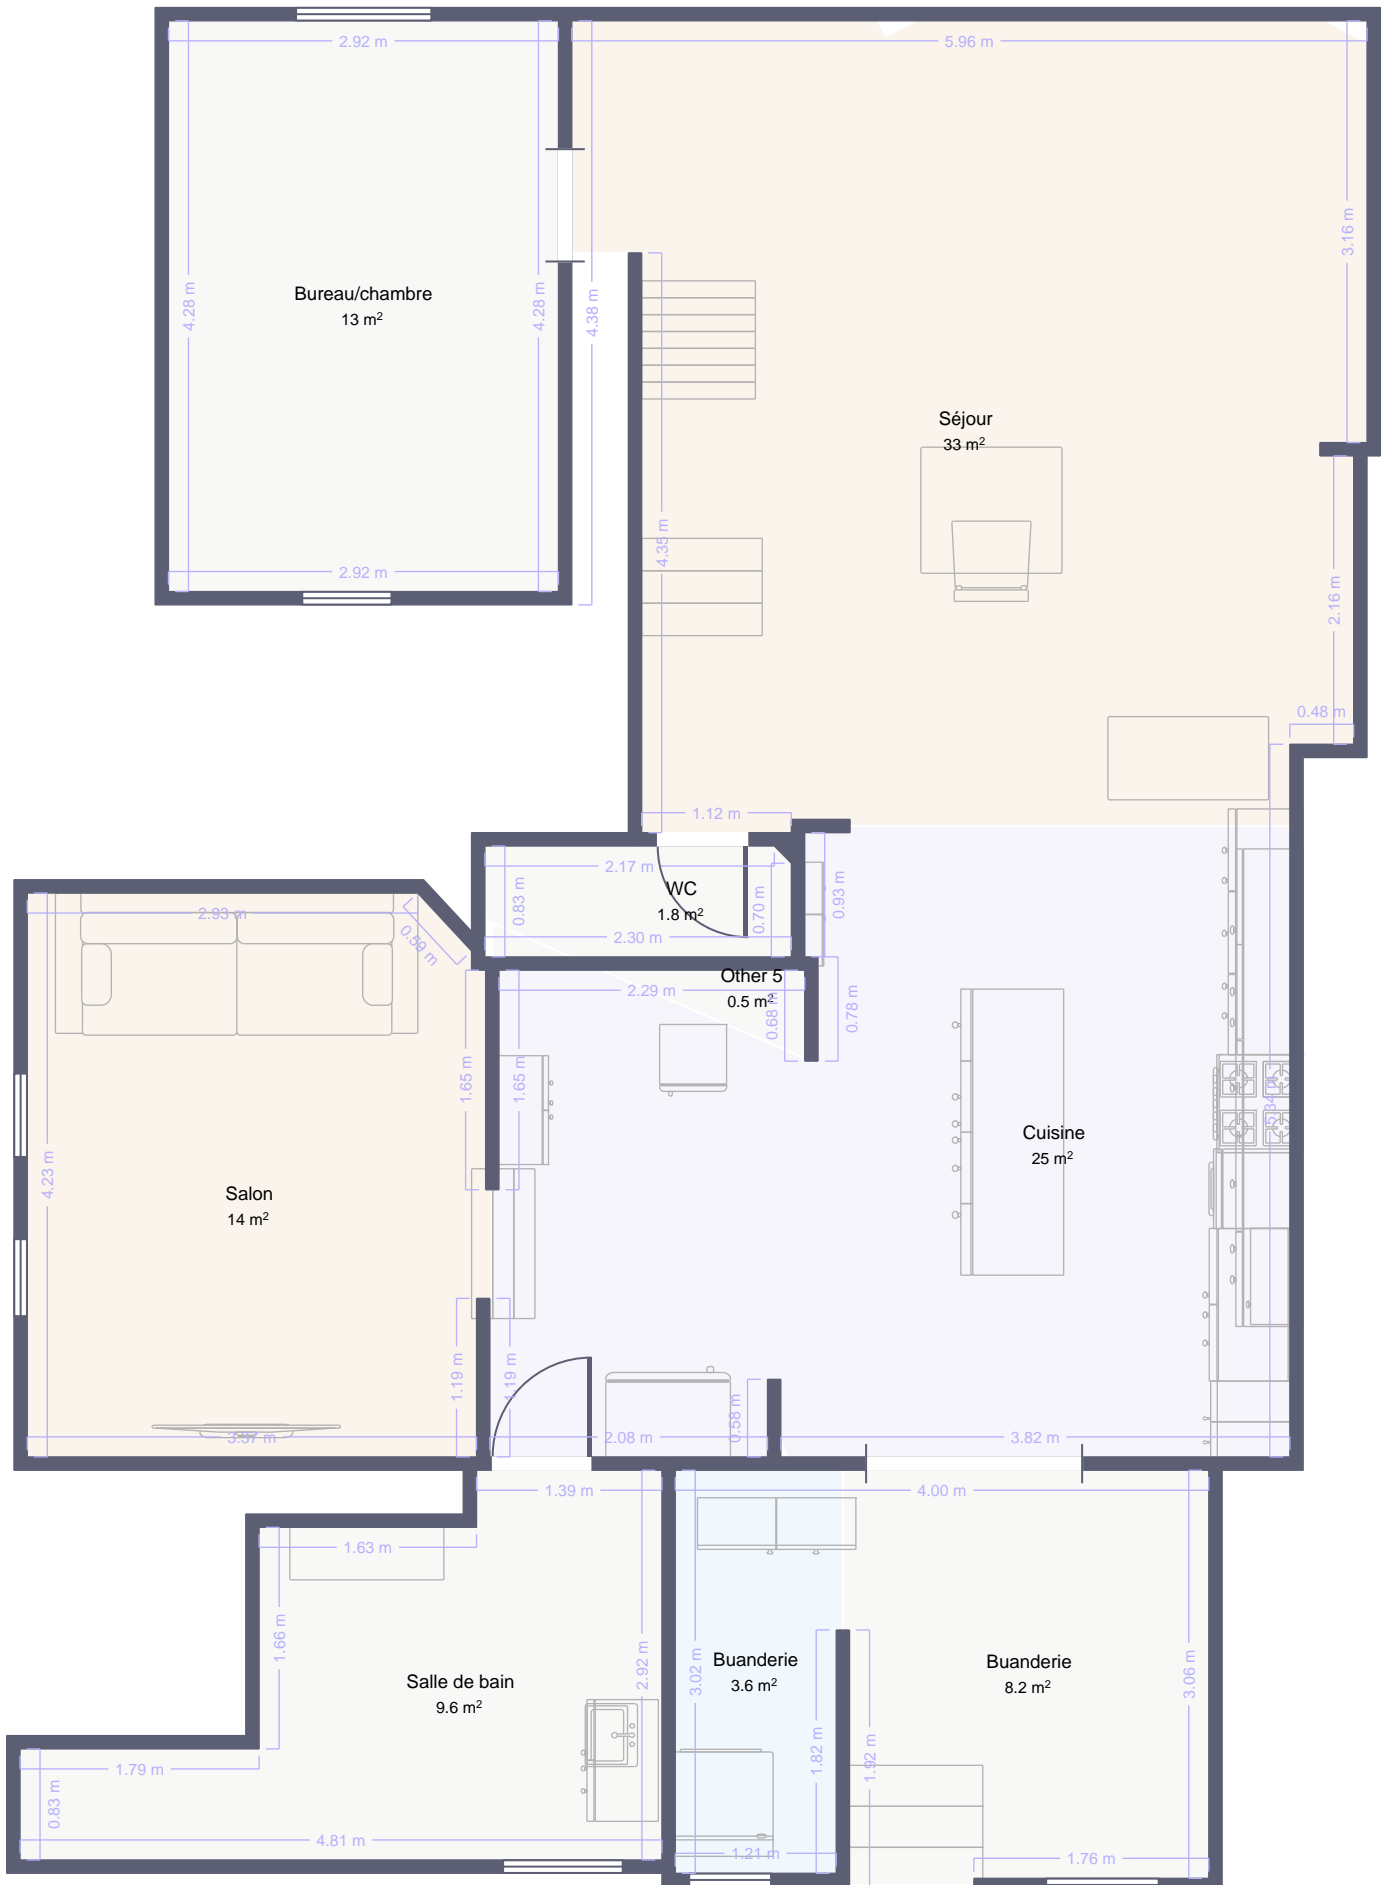 2.92 m
5.96 m
3.16 m
4.28 m
4.28 m
4.38 m
Bureau/chambre
13 m²
Séjour
33 m²
4.35 m
2.92 m
2.16 m
0.48 m
1.12 m
2.17 m
WC
1.8 m²
0.83 m
0.70 m
0.93 m
2.93 m
0.59 m
2.30 m
Other 5
0.5 m²
2.29 m
0.68 m
0.78 m
1.65 m
1.65 m
5.34 m
Cuisine
25 m²
4.23 m
Salon
14 m²
1.19 m
1.19 m
0.58 m
3.37 m
2.08 m
3.82 m
1.39 m
4.00 m
1.63 m
1.66 m
2.92 m
3.02 m
3.06 m
Salle de bain
9.6 m²
Buanderie
3.6 m²
Buanderie
8.2 m²
1.79 m
0.83 m
1.82 m
1.92 m
4.81 m
1.21 m
1.76 m